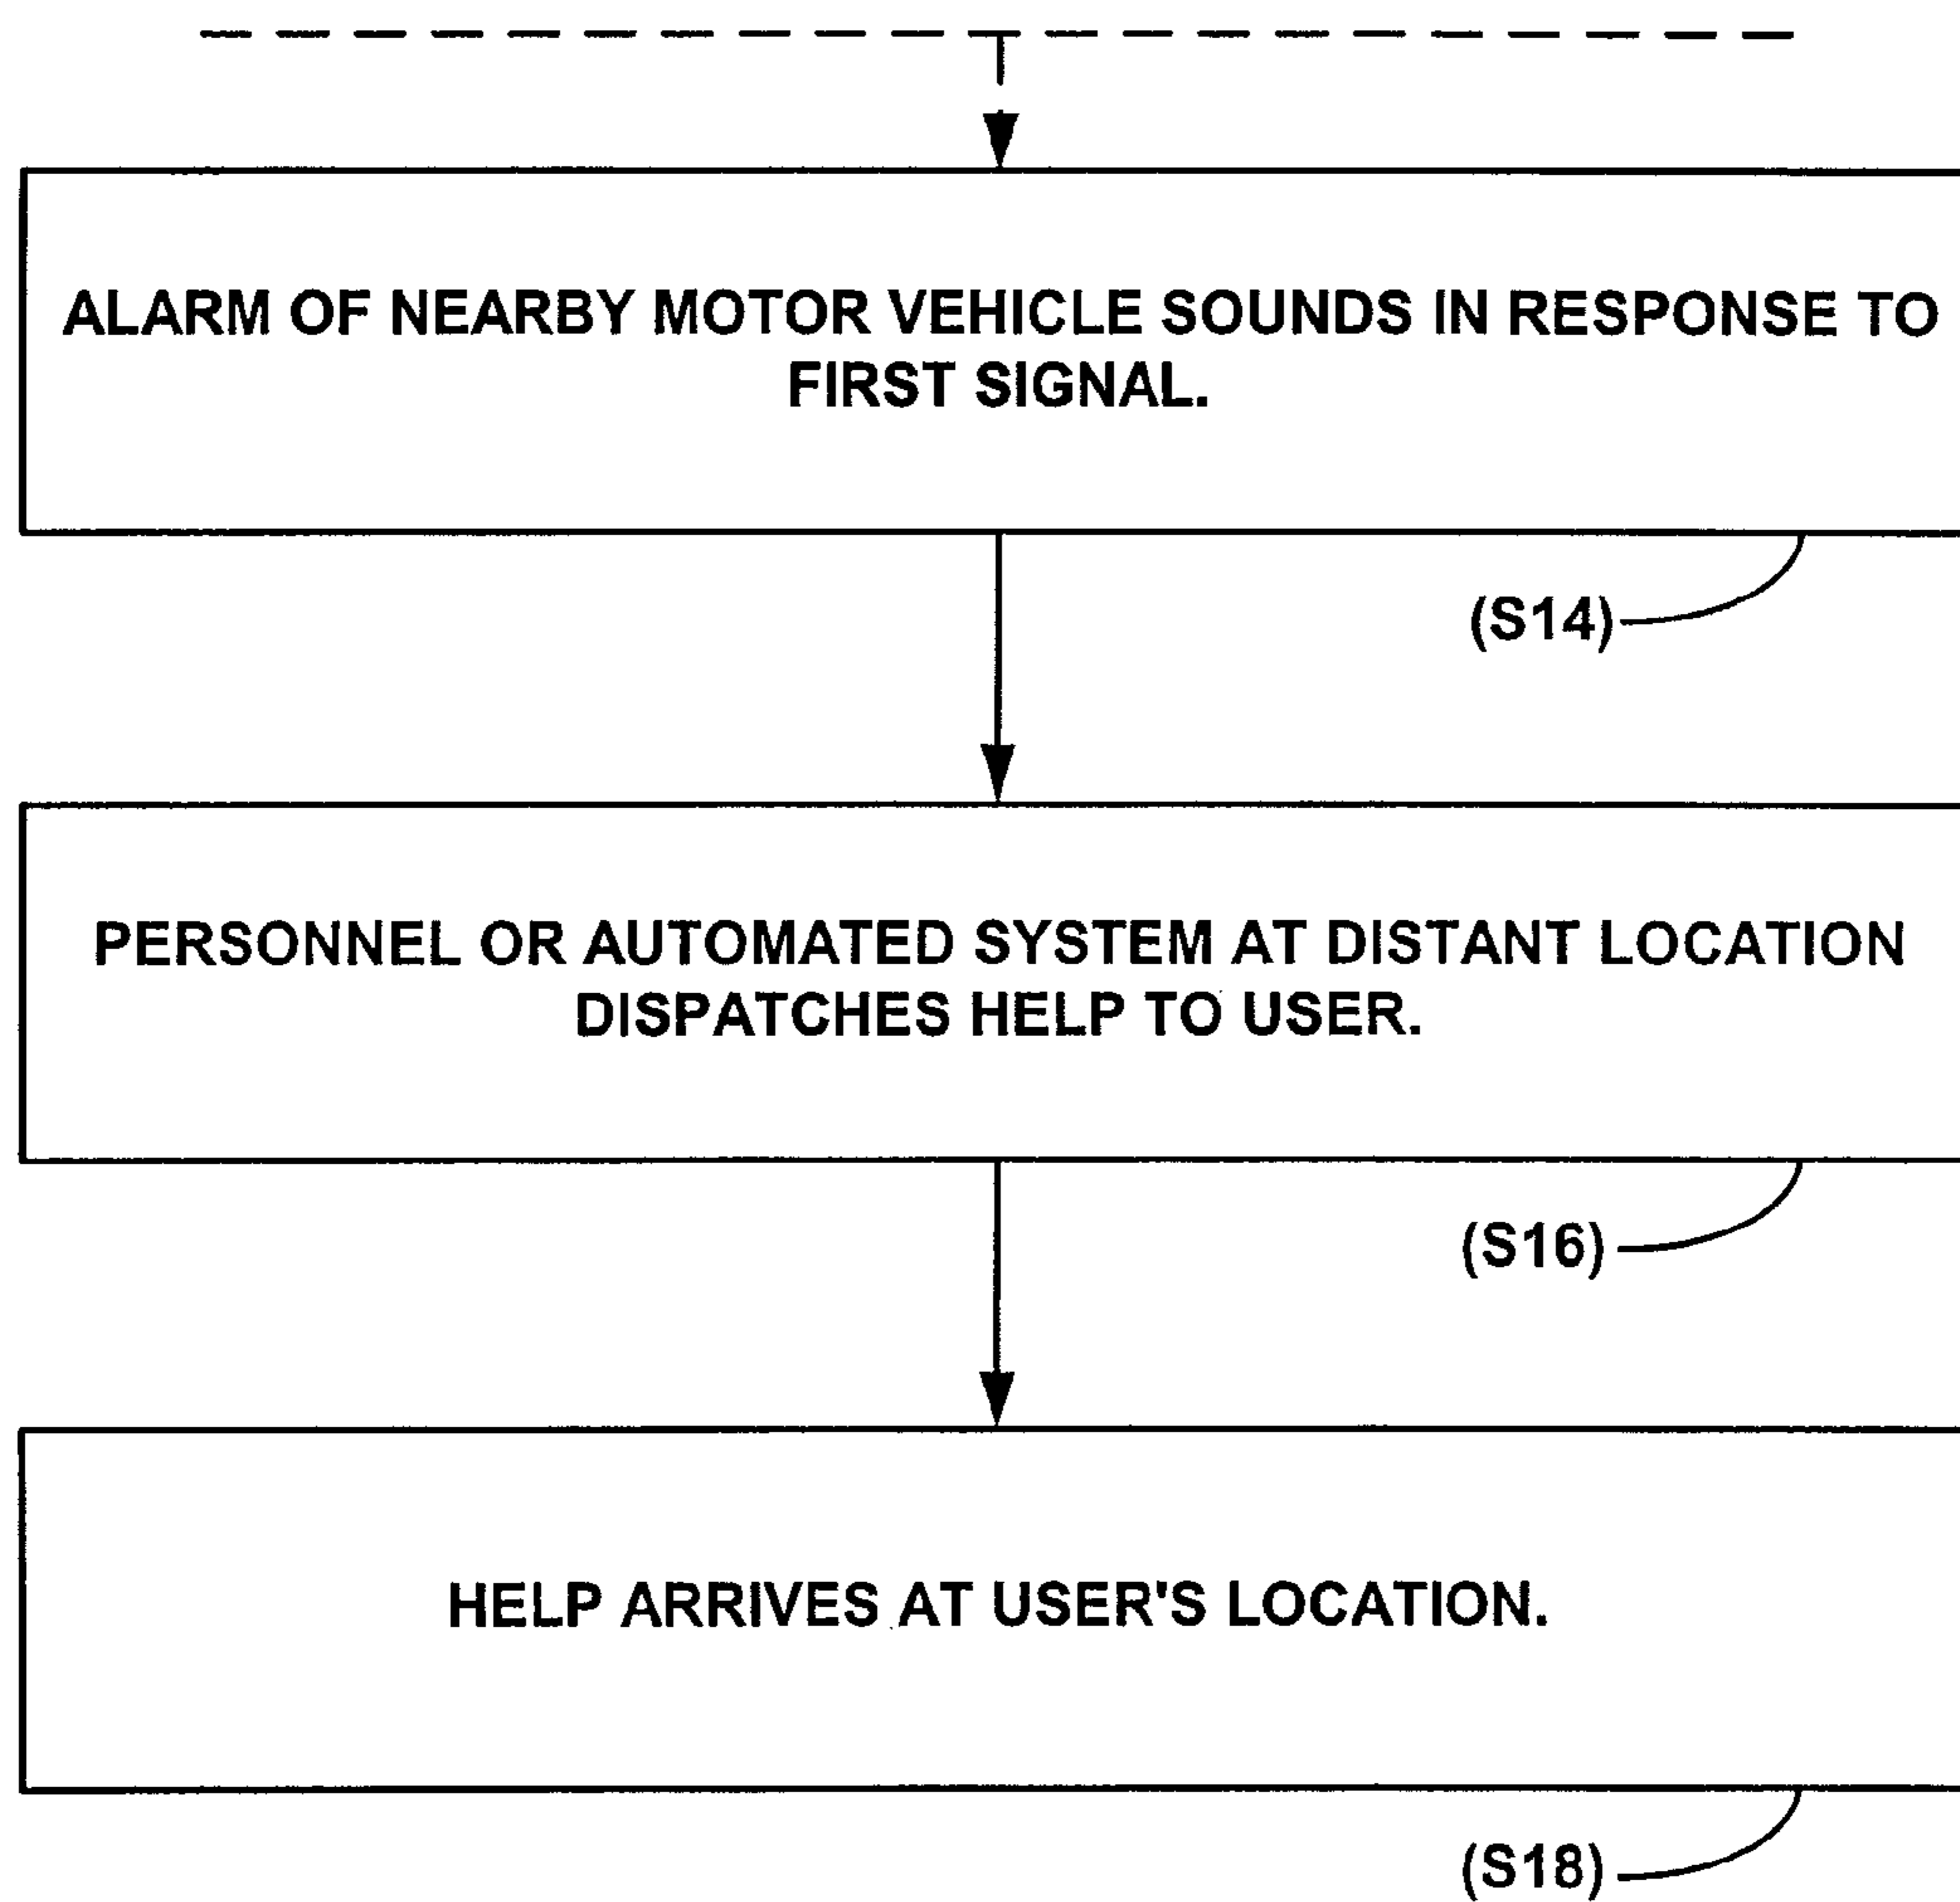 ALARM OF NEARBY MOTOR VEHICLE SOUNDS IN RESPONSE TO
FIRST SIGNAL.
(S14)
PERSONNEL OR AUTOMATED SYSTEM AT DISTANT LOCATION
DISPATCHES HELP TO USER.
(S16)
HELP ARRIVES AT USER'S LOCATION.
(S18)